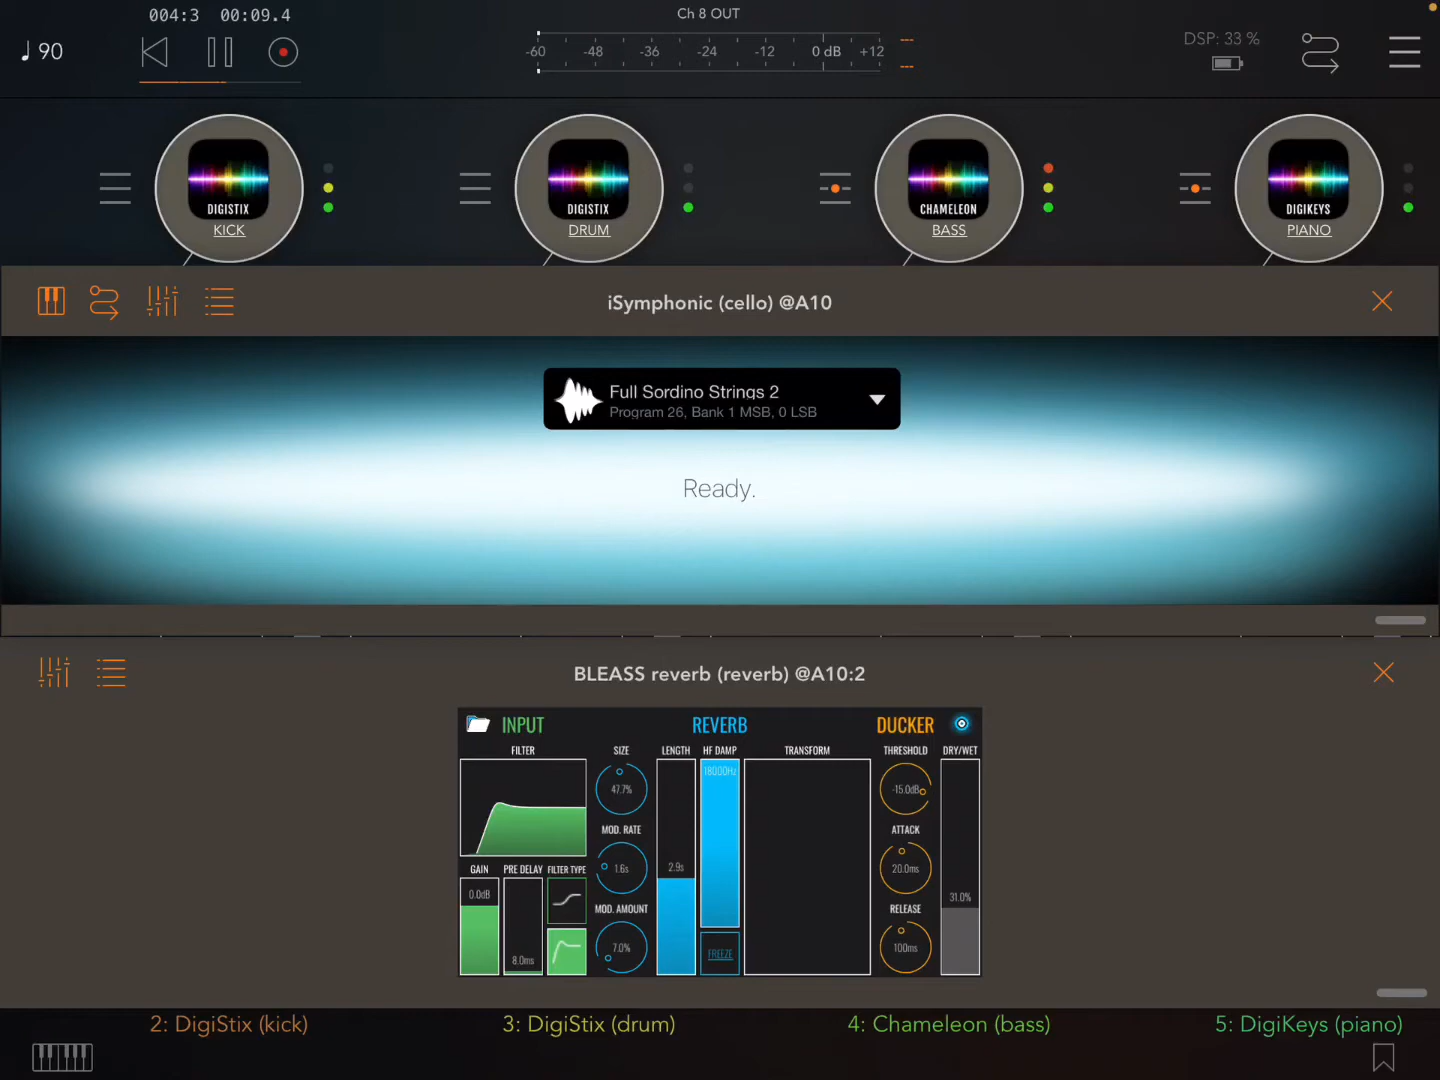 004:3 00:09.4
Ch 8 OUT
♩ 90
-60 -48 -36 -24 -12 0 dB +12
DSP: 33 %
DIGISTIX
KICK
DIGISTIX
DRUM
CHAMELEON
BASS
DIGIKEYS
PIANO
iSymphonic (cello) @A10
Full Sordino Strings 2
Program 26, Bank 1 MSB, 0 LSB
Ready.
BLEASS reverb (reverb) @A10:2
INPUT REVERB DUCKER
FILTER SIZE LENGTH HF DAMP TRANSFORM THRESHOLD DRY/WET
18000Hz
47.7%
-15.0dB
MOD. RATE ATTACK
1.6s 2.9s 20.0ms
GAIN PRE DELAY FILTER TYPE
0.0dB 31.0%
MOD. AMOUNT RELEASE
7.0% FREEZE 100ms
8.0ms
2: DigiStix (kick) 3: DigiStix (drum) 4: Chameleon (bass) 5: DigiKeys (piano)